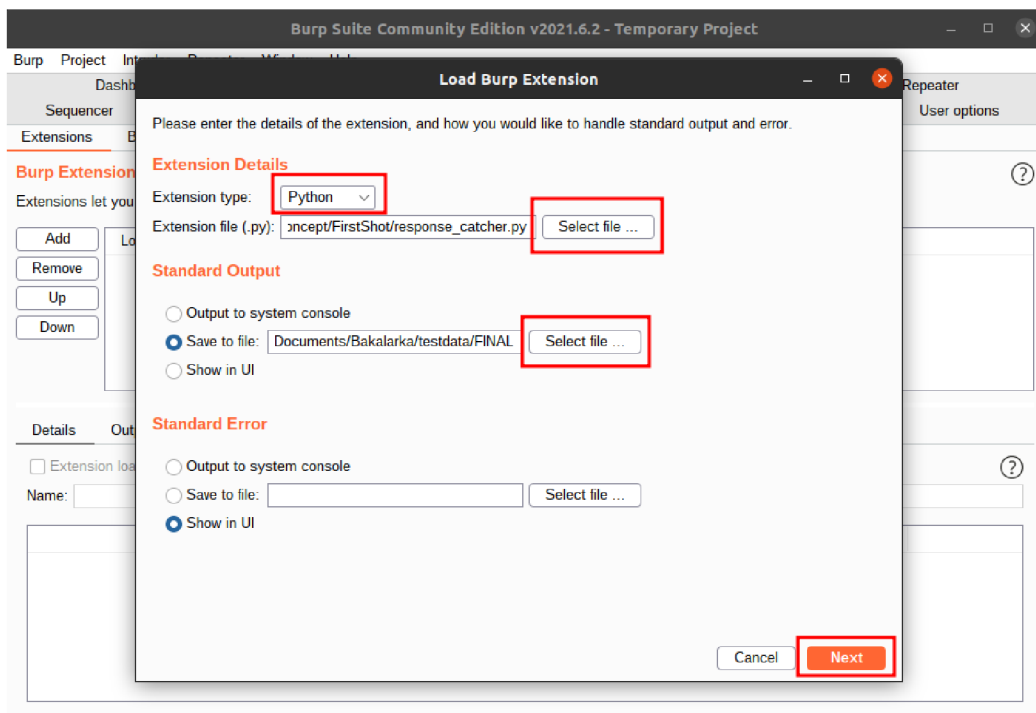 Burp Suite Community Edition v2021.6.2 - Temporary Project
Burp Project
Load Burp Extension
Repeater
Sequencer
User options
Please enter the details of the extension, and how you would like to handle standard output and error.
Extensions
Burp Extension
Extension Details
Extensions let you
Extension type: Python
Extension file (.py): oncept/FirstShot/response_catcher.py Select file ...
Add
Remove
Standard Output
Up
Output to system console
Down
Save to file: Documents/Bakalarka/testdata/FINAL Select file ...
Show in UI
Details
Standard Error
Extension
Output to system console
Name:
Save to file: Select file ...
Show in UI
Cancel Next